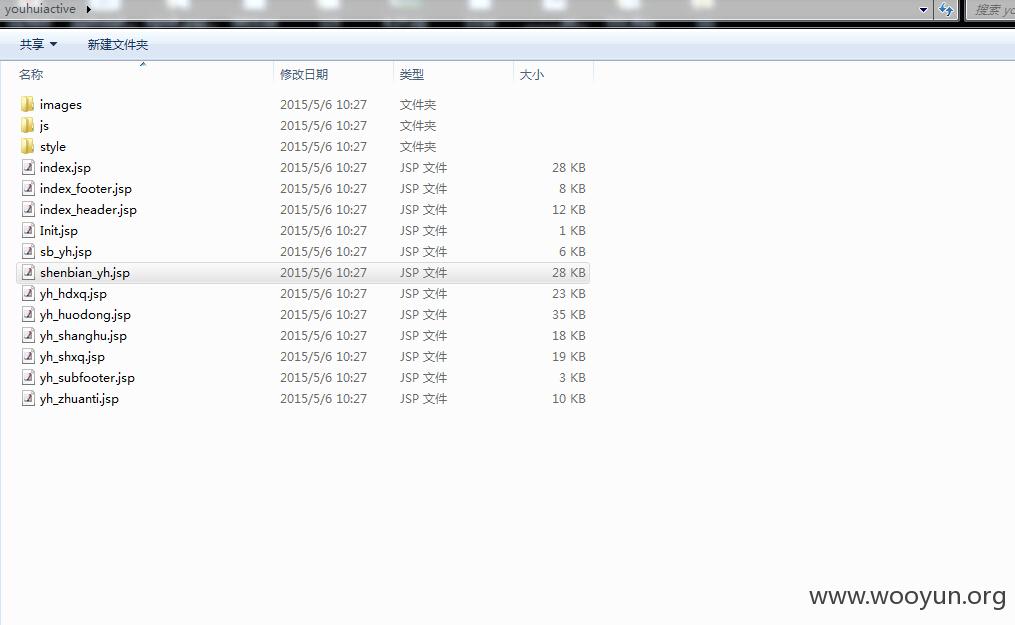 youhuiactive
搜索 yo
共享 新建文件夹
名称 修改日期 类型 大小
images 2015/5/6 10:27 文件夹
js 2015/5/6 10:27 文件夹
style 2015/5/6 10:27 文件夹
index.jsp 2015/5/6 10:27 JSP 文件 28 KB
index_footer.jsp 2015/5/6 10:27 JSP 文件 8 KB
index_header.jsp 2015/5/6 10:27 JSP 文件 12 KB
Init.jsp 2015/5/6 10:27 JSP 文件 1 KB
sb_yh.jsp 2015/5/6 10:27 JSP 文件 6 KB
shenbian_yh.jsp 2015/5/6 10:27 JSP 文件 28 KB
yh_hdxq.jsp 2015/5/6 10:27 JSP 文件 23 KB
yh_huodong.jsp 2015/5/6 10:27 JSP 文件 35 KB
yh_shanghu.jsp 2015/5/6 10:27 JSP 文件 18 KB
yh_shxq.jsp 2015/5/6 10:27 JSP 文件 19 KB
yh_subfooter.jsp 2015/5/6 10:27 JSP 文件 3 KB
yh_zhuanti.jsp 2015/5/6 10:27 JSP 文件 10 KB
www.wooyun.org